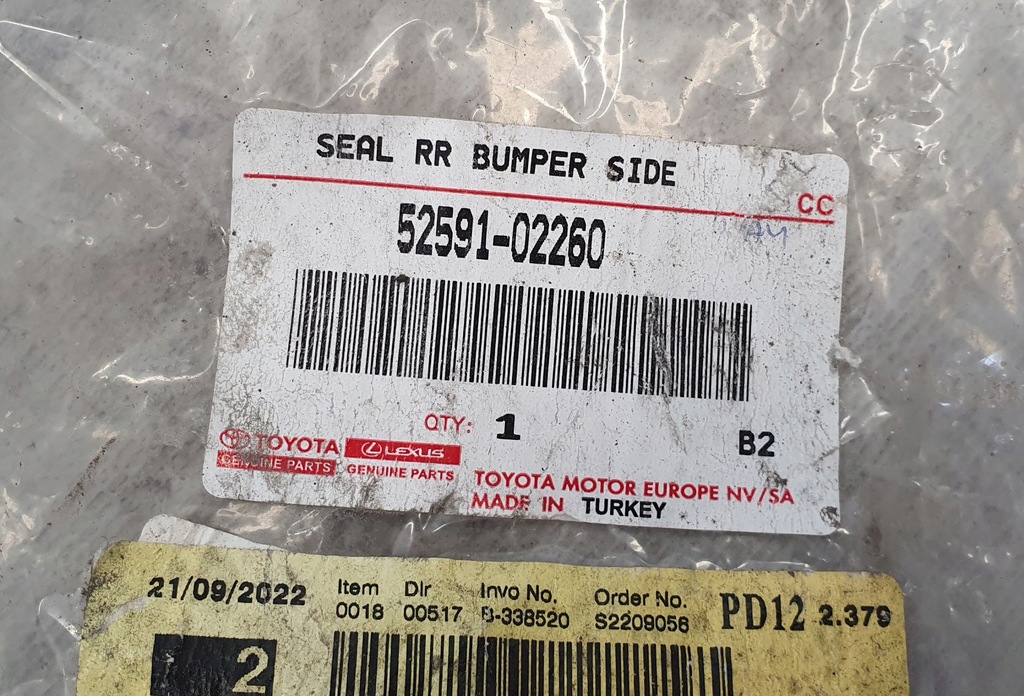 SEAL RR BUMPER SIDE
CC
52591-02260
QTY: 1
B2
TOYOTA
GENUINE PARTS
LEXUS
GENUINE PARTS
TOYOTA MOTOR EUROPE NV/SA
MADE IN TURKEY
21/09/2022
Item Dlr Invo No. Order No. PD12 2.379
0018 00517 B-338520 S2209056
2